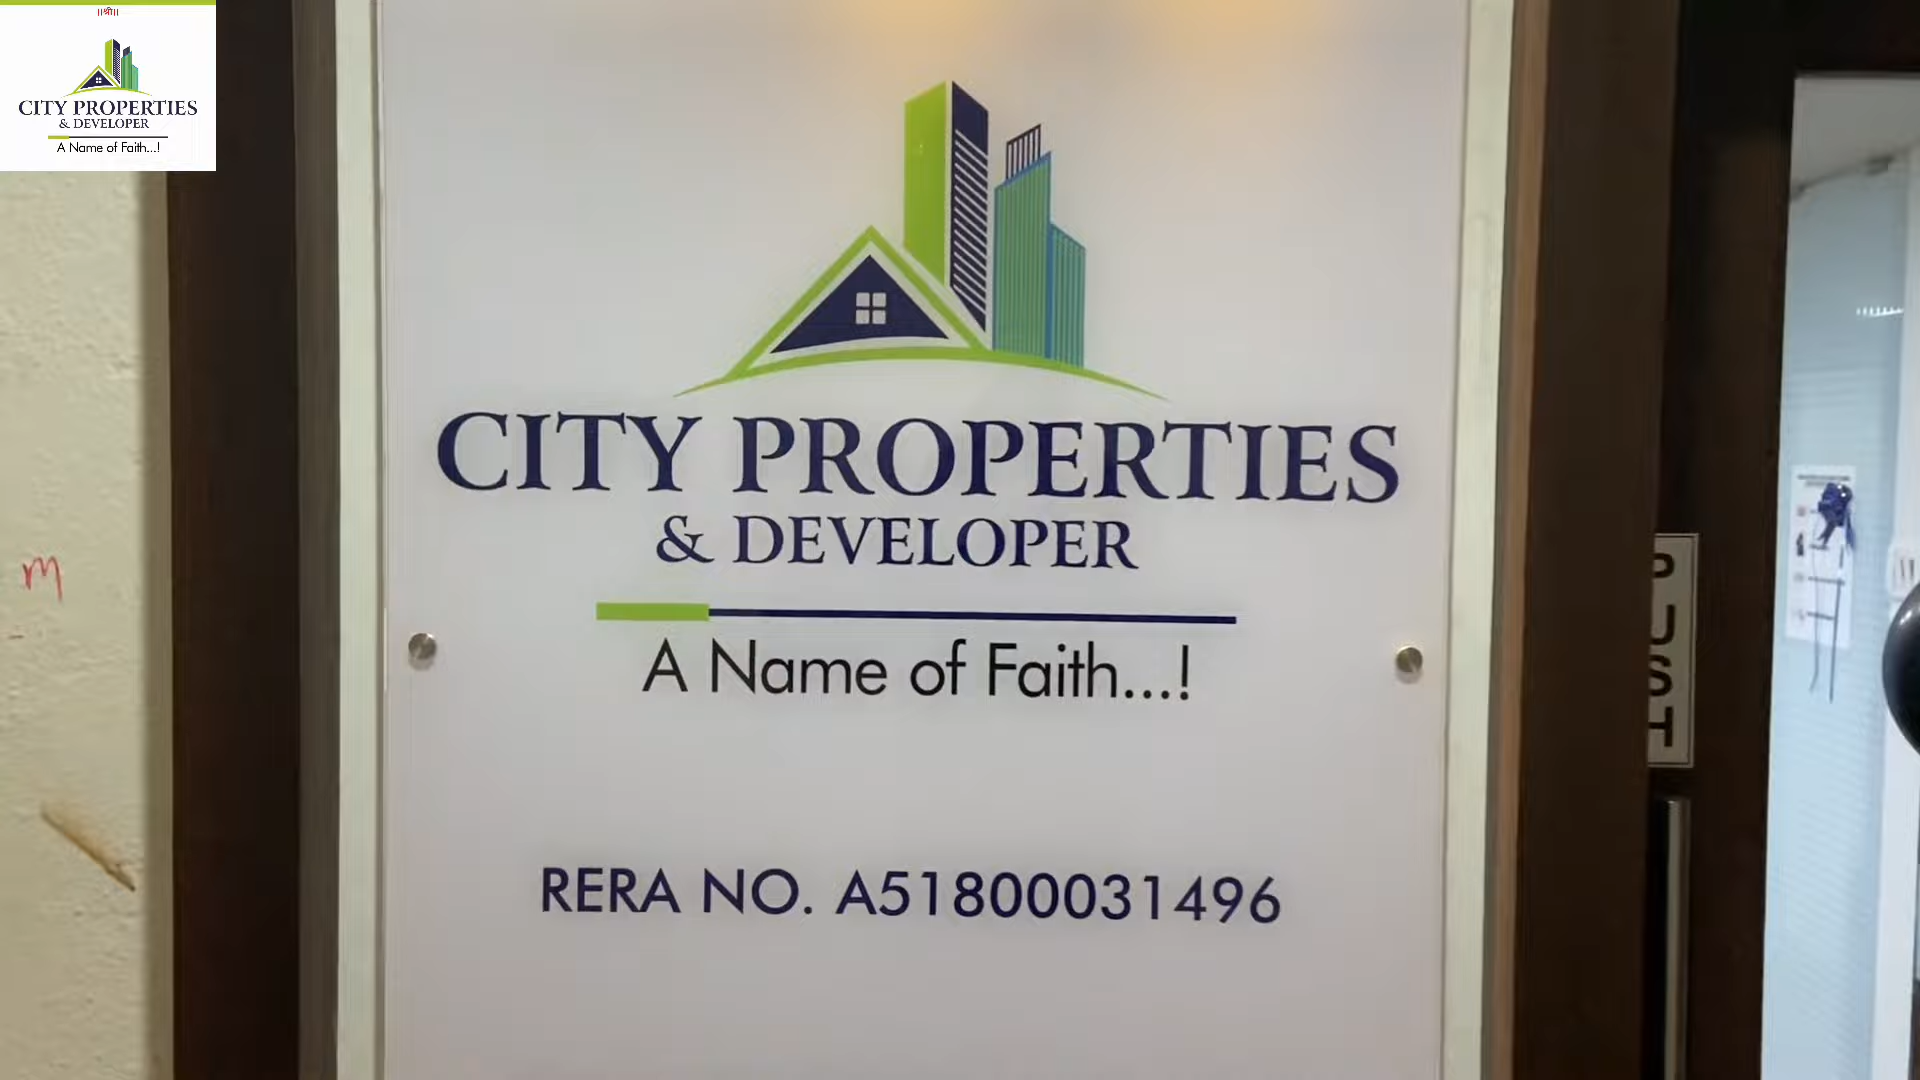 ||श्री||
CITY PROPERTIES
& DEVELOPER
A Name of Faith...!
CITY PROPERTIES
& DEVELOPER
A Name of Faith...!
RERA NO. A51800031496
PUSH
m